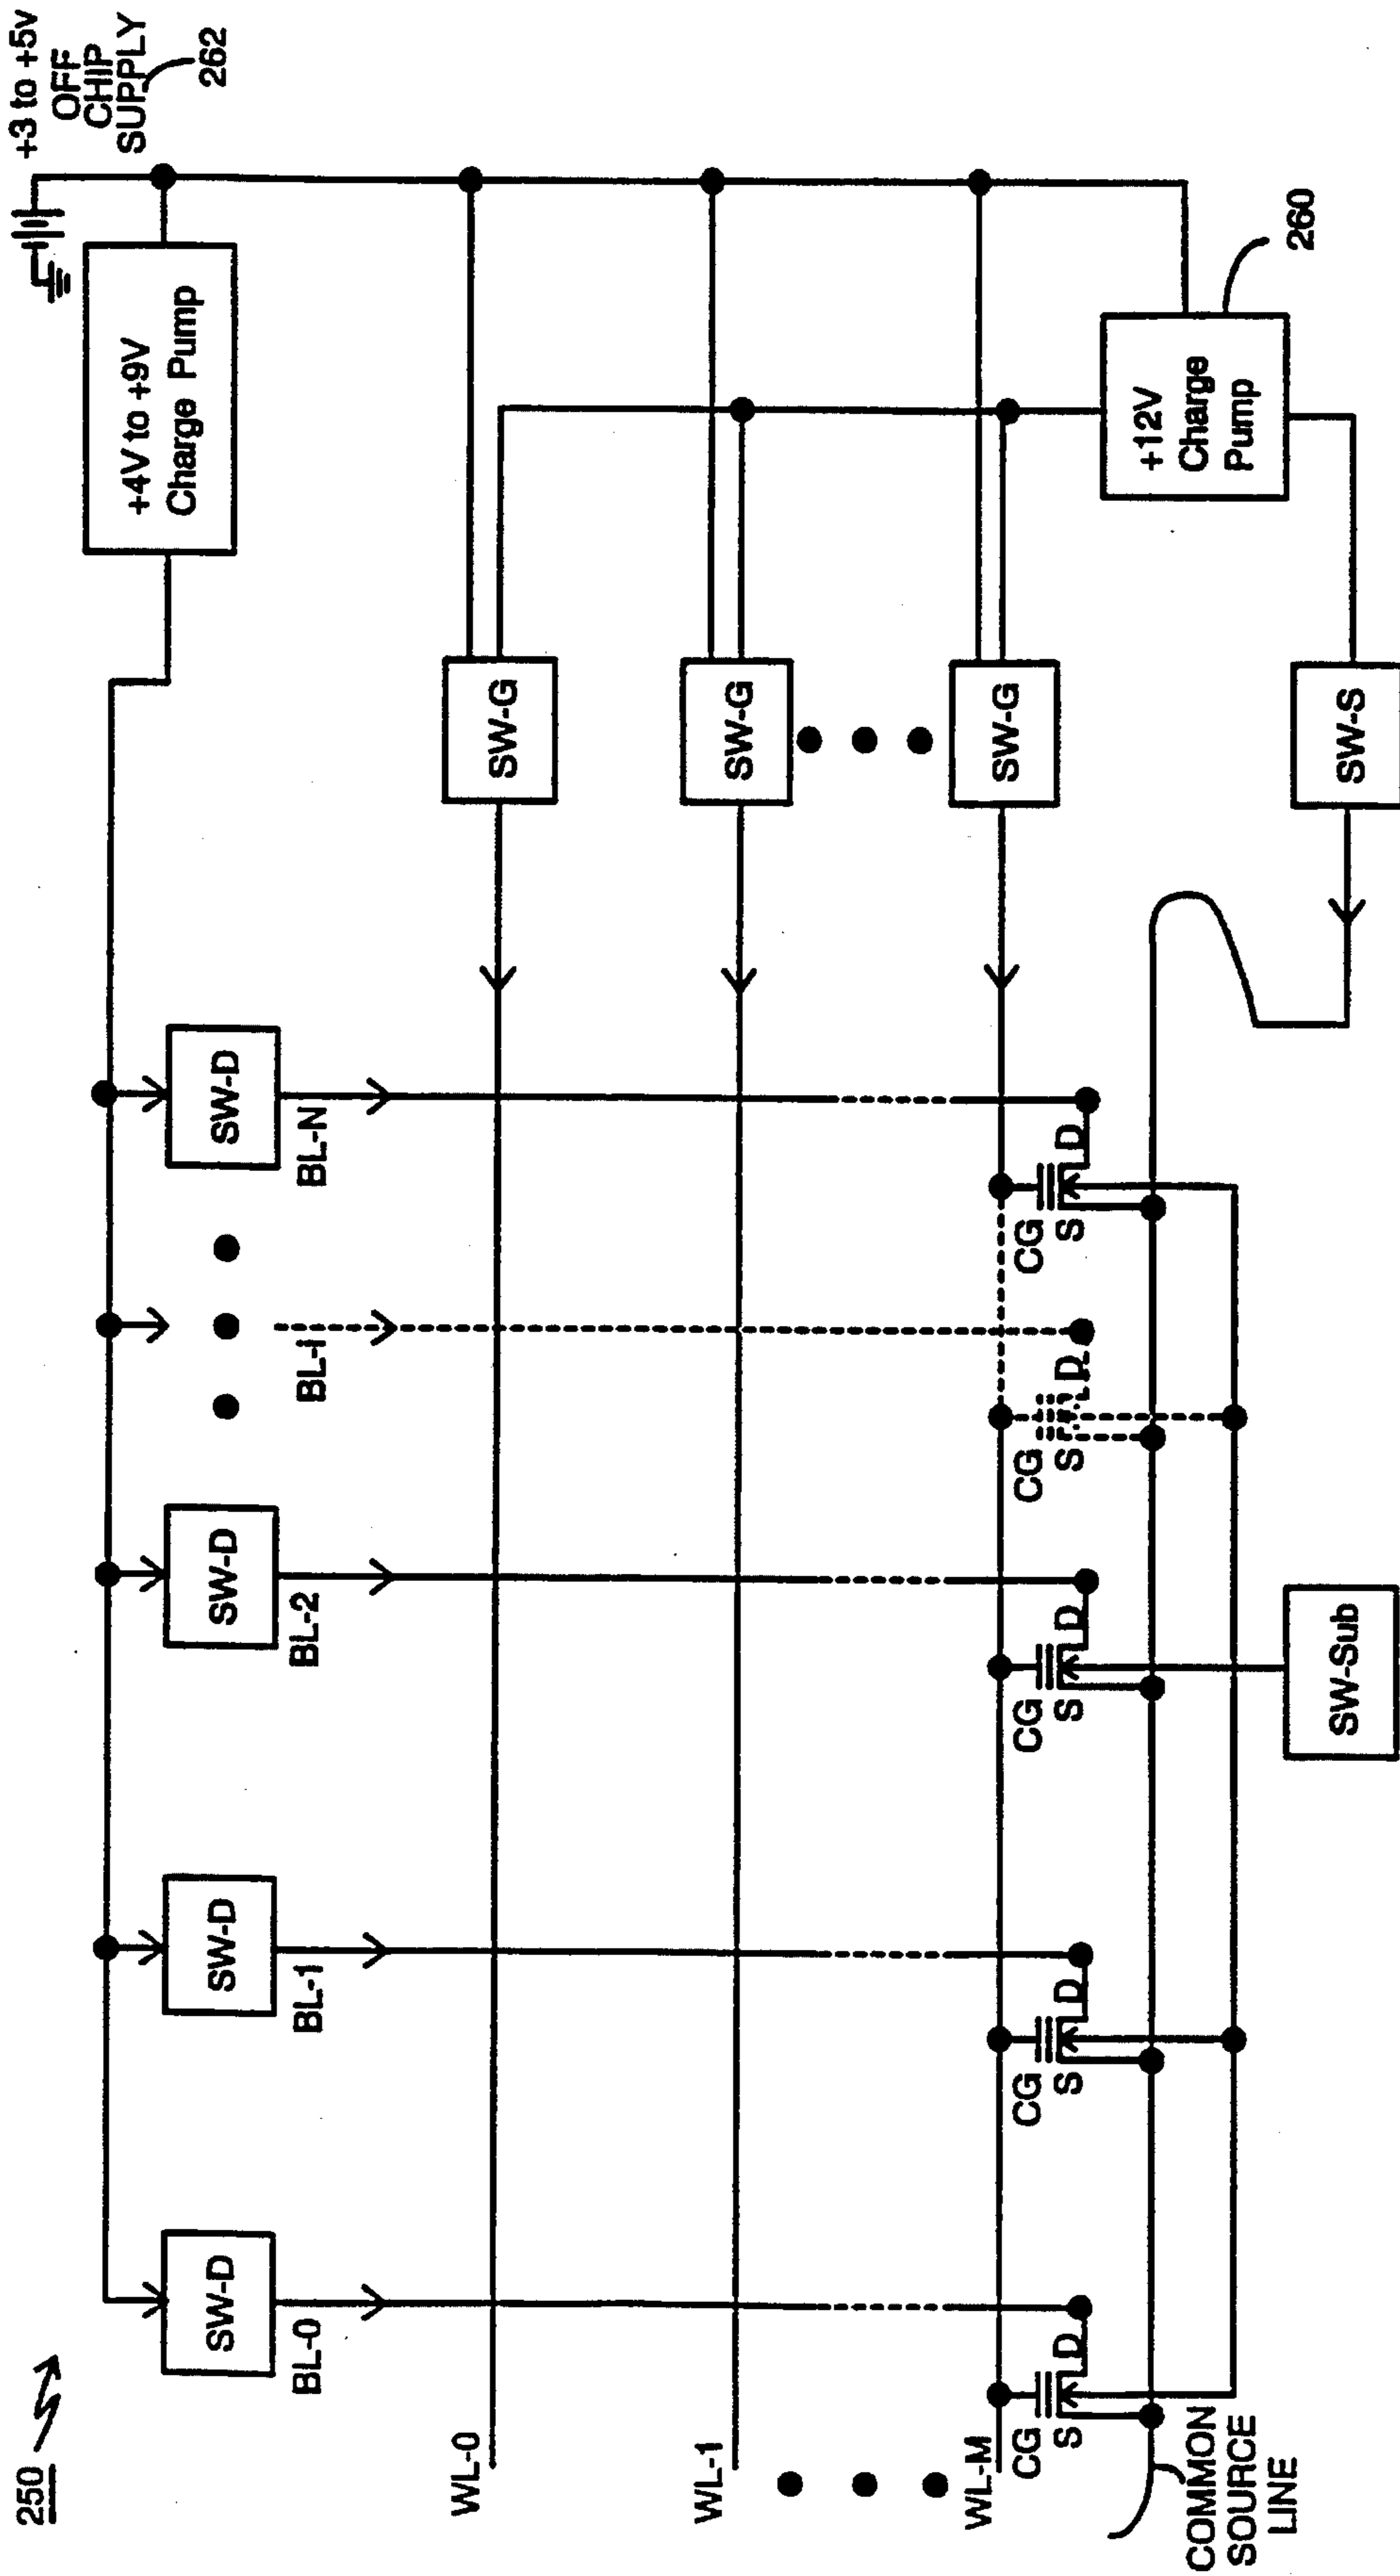 250
+3 to +5v
OFF
CHIP
SUPPLY
262
+4V to +9V
Charge Pump
SW-D
SW-D
SW-D
SW-D
BL-0
BL-1
BL-2
BL-i
BL-N
WL-0
SW-G
WL-1
SW-G
WL-M
SW-G
CG
S
D
CG
S
D
CG
S
D
CG
S
D
CG
S
D
+12V
Charge
Pump
260
COMMON
SOURCE
LINE
SW-Sub
SW-S